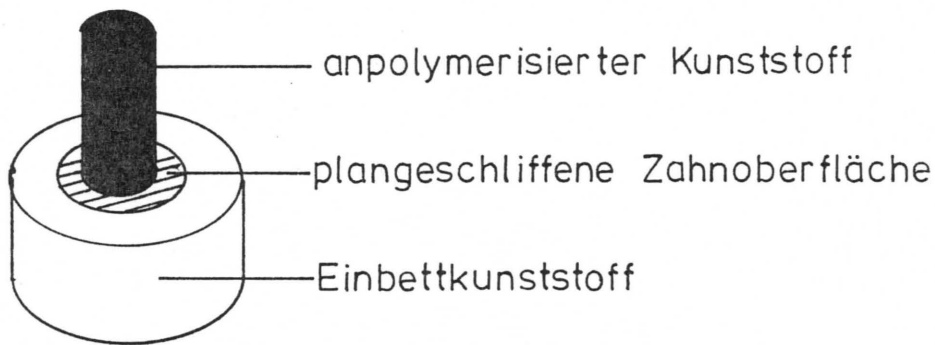 anpolymerisierter Kunststoff
plangeschliffene Zahnoberfläche
Einbettkunststoff